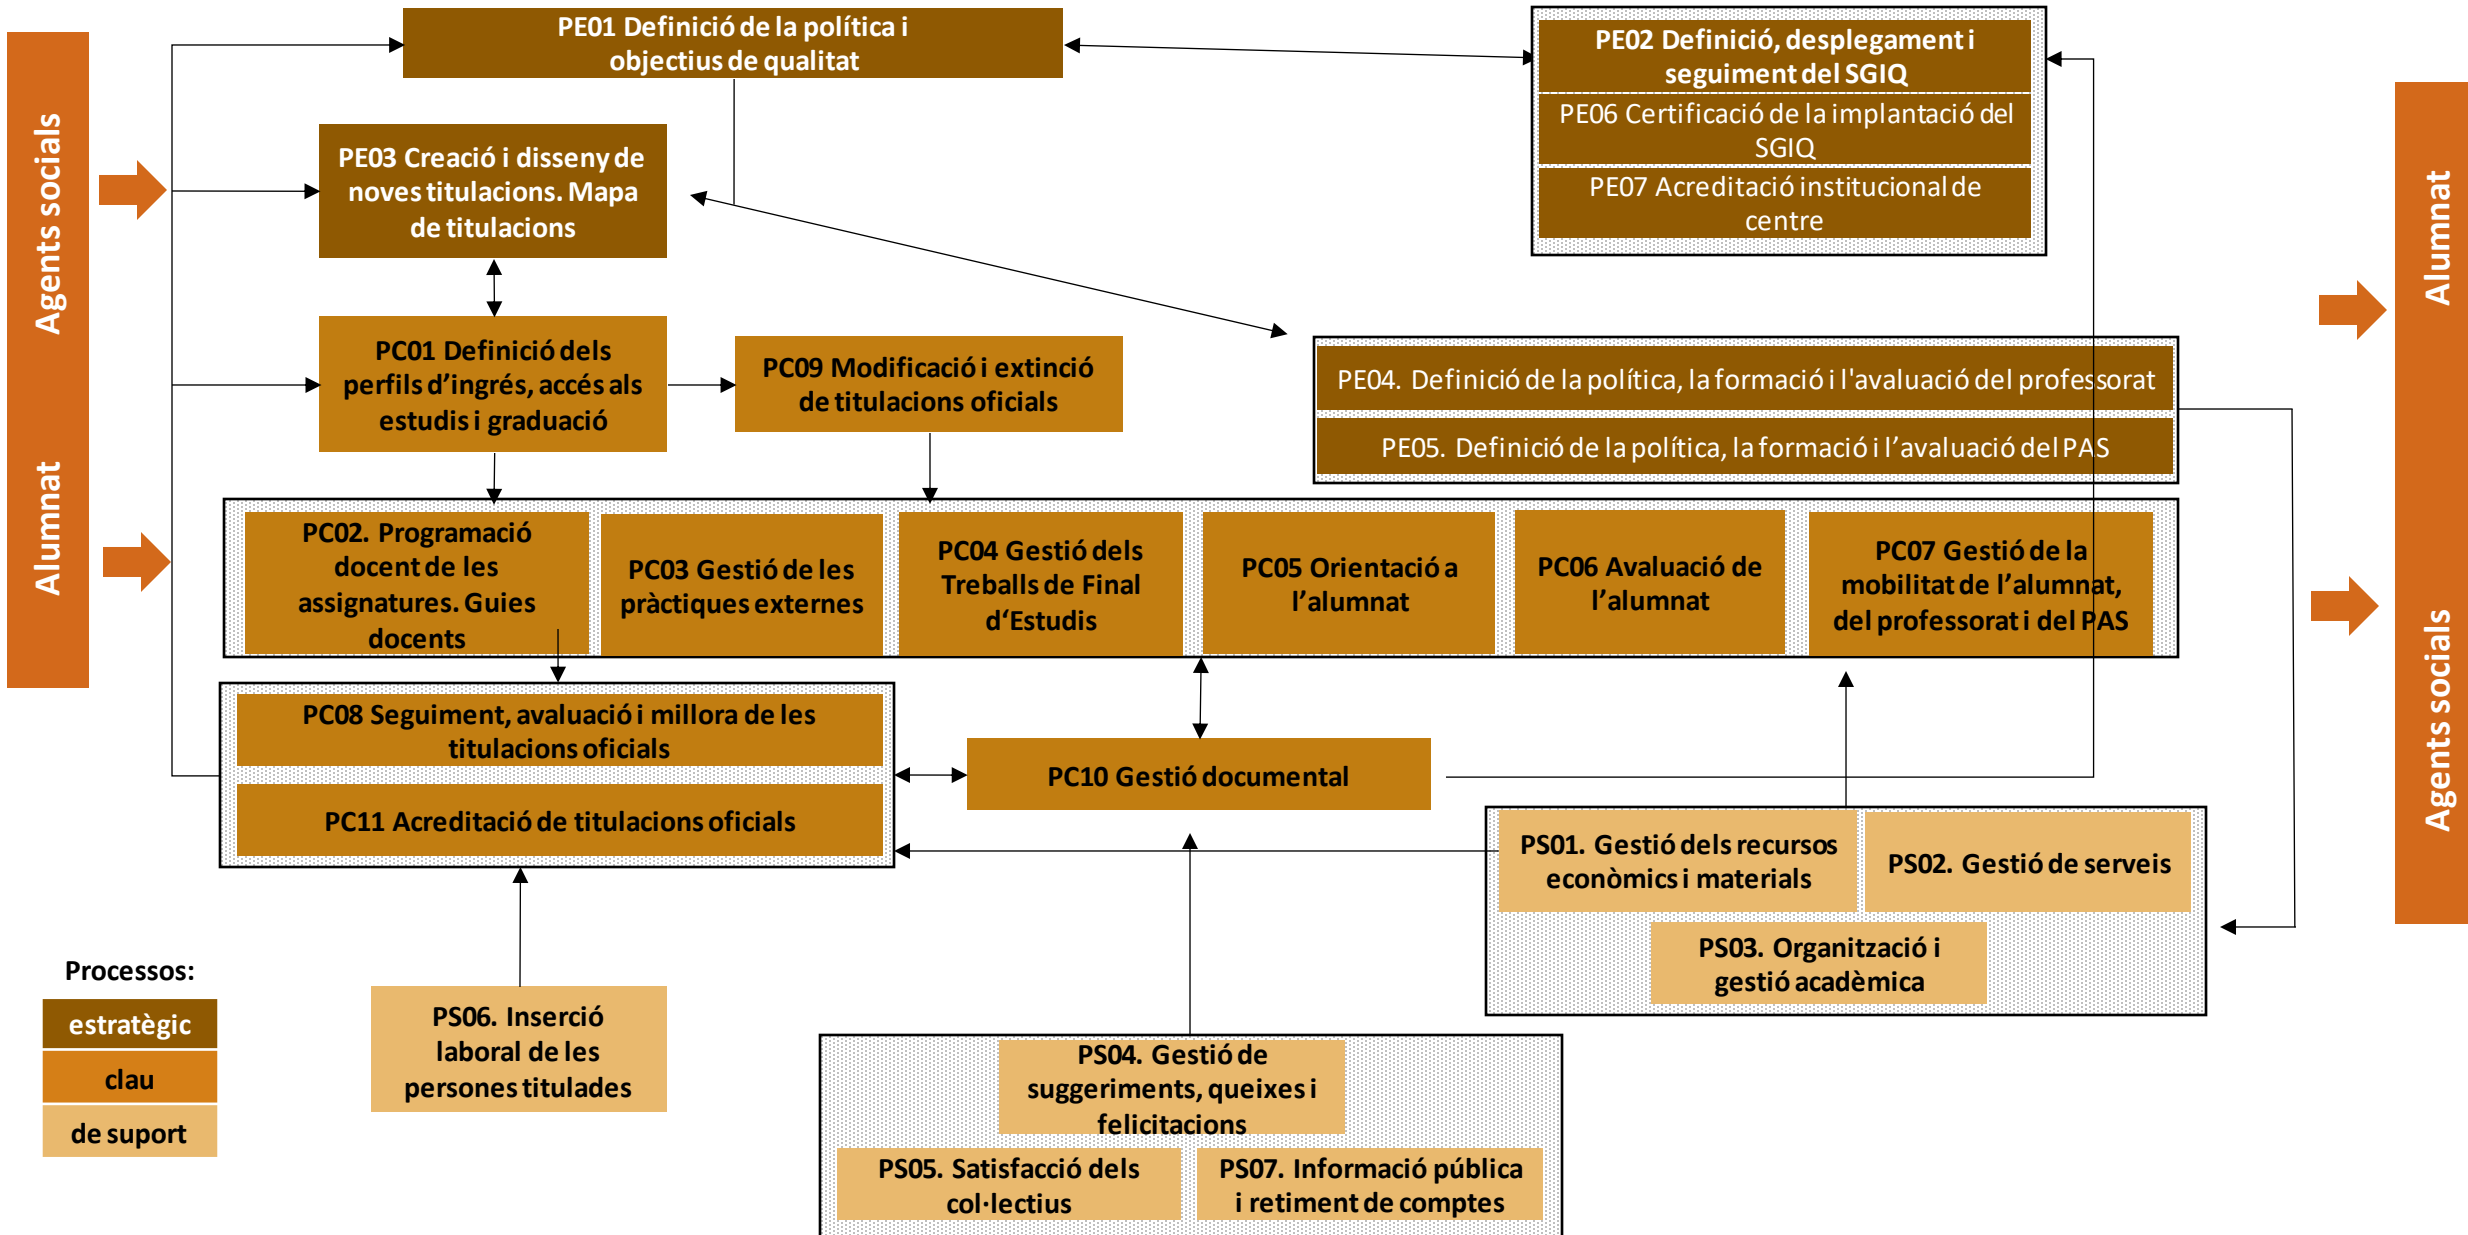 Agents socials
Alumnat
PE01 Definició de la política i
objectius de qualitat
PE02 Definició, desplegament i
seguiment del SGIQ
PE06 Certificació de la implantació del
SGIQ
PE07 Acreditació institucional de
centre
PE03 Creació i disseny de
noves titulacions. Mapa
de titulacions
PC01 Definició dels
perfils d’ingrés, accés als
estudis i graduació
PC09 Modificació i extinció
de titulacions oficials
PE04. Definició de la política, la formació i l'avaluació del professorat
PE05. Definició de la política, la formació i l’avaluació del PAS
PC02. Programació
docent de les
assignatures. Guies
docents
PC03 Gestió de les
pràctiques externes
PC04 Gestió dels
Treballs de Final
d‘Estudis
PC05 Orientació a
l’alumnat
PC06 Avaluació de
l’alumnat
PC07 Gestió de la
mobilitat de l’alumnat,
del professorat i del PAS
PC08 Seguiment, avaluació i millora de les
titulacions oficials
PC11 Acreditació de titulacions oficials
PC10 Gestió documental
PS01. Gestió dels recursos
econòmics i materials
PS02. Gestió de serveis
PS03. Organització i
gestió acadèmica
PS06. Inserció
laboral de les
persones titulades
PS04. Gestió de
suggeriments, queixes i
felicitacions
PS05. Satisfacció dels
col·lectius
PS07. Informació pública
i retiment de comptes
Processos:
estratègic
clau
de suport
Alumnat
Agents socials